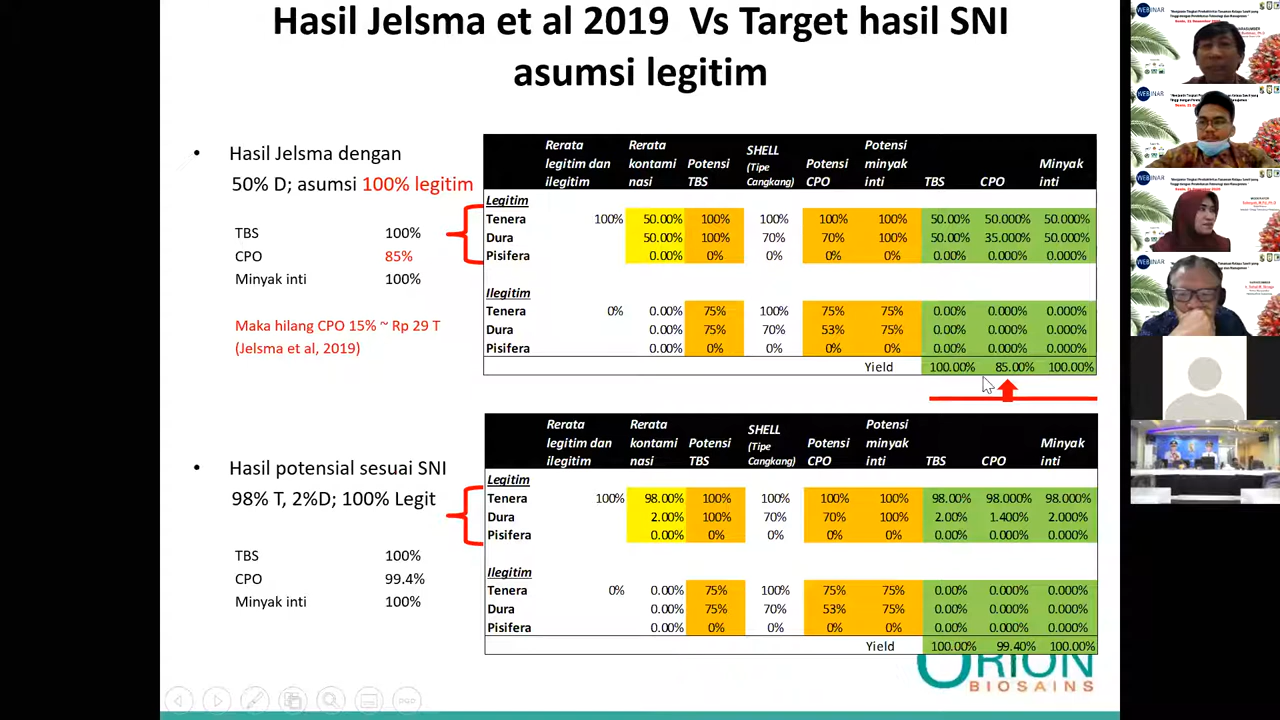 Hasil Jelsma et al 2019 Vs Target hasil SNI
asumsi legitim
• Hasil Jelsma dengan
50% D; asumsi 100% legitim
TBS 100%
CPO 85%
Minyak inti 100%
Maka hilang CPO 15% ~ Rp 29 T
(Jelsma et al, 2019)
Rerata legitim dan ilegitim Rerata kontami nasi Potensi TBS SHELL (Tipe Cangkang) Potensi CPO Potensi minyak inti TBS CPO Minyak inti
Legitim
Tenera 100% 50.00% 100% 100% 100% 100% 50.00% 50.000% 50.000%
Dura 50.00% 100% 70% 70% 100% 50.00% 35.000% 50.000%
Pisifera 0.00% 0% 0% 0% 0% 0.00% 0.000% 0.000%
Ilegitim
Tenera 0% 0.00% 75% 100% 75% 75% 0.00% 0.000% 0.000%
Dura 0.00% 75% 70% 53% 75% 0.00% 0.000% 0.000%
Pisifera 0.00% 0% 0% 0% 0% 0.00% 0.000% 0.000%
Yield 100.00% 85.00% 100.00%
• Hasil potensial sesuai SNI
98% T, 2%D; 100% Legit
TBS 100%
CPO 99.4%
Minyak inti 100%
Rerata legitim dan ilegitim Rerata kontami nasi Potensi TBS SHELL (Tipe Cangkang) Potensi CPO Potensi minyak inti TBS CPO Minyak inti
Legitim
Tenera 100% 98.00% 100% 100% 100% 100% 98.00% 98.000% 98.000%
Dura 2.00% 100% 70% 70% 100% 2.00% 1.400% 2.000%
Pisifera 0.00% 0% 0% 0% 0% 0.00% 0.000% 0.000%
Ilegitim
Tenera 0% 0.00% 75% 100% 75% 75% 0.00% 0.000% 0.000%
Dura 0.00% 75% 70% 53% 75% 0.00% 0.000% 0.000%
Pisifera 0.00% 0% 0% 0% 0% 0.00% 0.000% 0.000%
Yield 100.00% 99.40% 100.00%
ORION
BIOSAINS
WEBINAR
WEBINAR
WEBINAR
WEBINAR